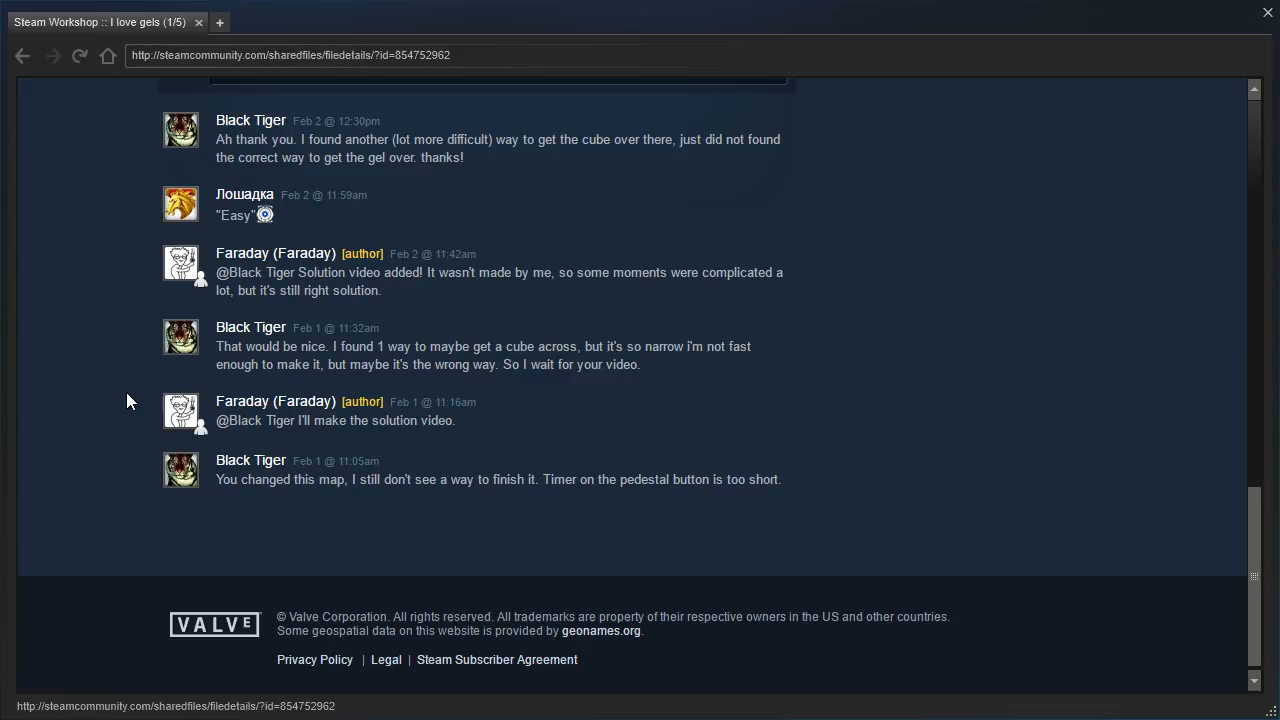 Steam Workshop :: I love gels (1/5)
http://steamcommunity.com/sharedfiles/filedetails/?id=854752962
Black Tiger Feb 2 @ 12:30pm
Ah thank you. I found another (lot more difficult) way to get the cube over there, just did not found
the correct way to get the gel over. thanks!
Лошадка Feb 2 @ 11:59am
"Easy"
Faraday (Faraday) [author] Feb 2 @ 11:42am
@Black Tiger Solution video added! It wasn't made by me, so some moments were complicated a
lot, but it's still right solution.
Black Tiger Feb 1 @ 11:32am
That would be nice. I found 1 way to maybe get a cube across, but it's so narrow i'm not fast
enough to make it, but maybe it's the wrong way. So I wait for your video.
Faraday (Faraday) [author] Feb 1 @ 11:16am
@Black Tiger I'll make the solution video.
Black Tiger Feb 1 @ 11:05am
You changed this map, I still don't see a way to finish it. Timer on the pedestal button is too short.
VALVE
© Valve Corporation. All rights reserved. All trademarks are property of their respective owners in the US and other countries.
Some geospatial data on this website is provided by geonames.org.
Privacy Policy | Legal | Steam Subscriber Agreement
http://steamcommunity.com/sharedfiles/filedetails/?id=854752962